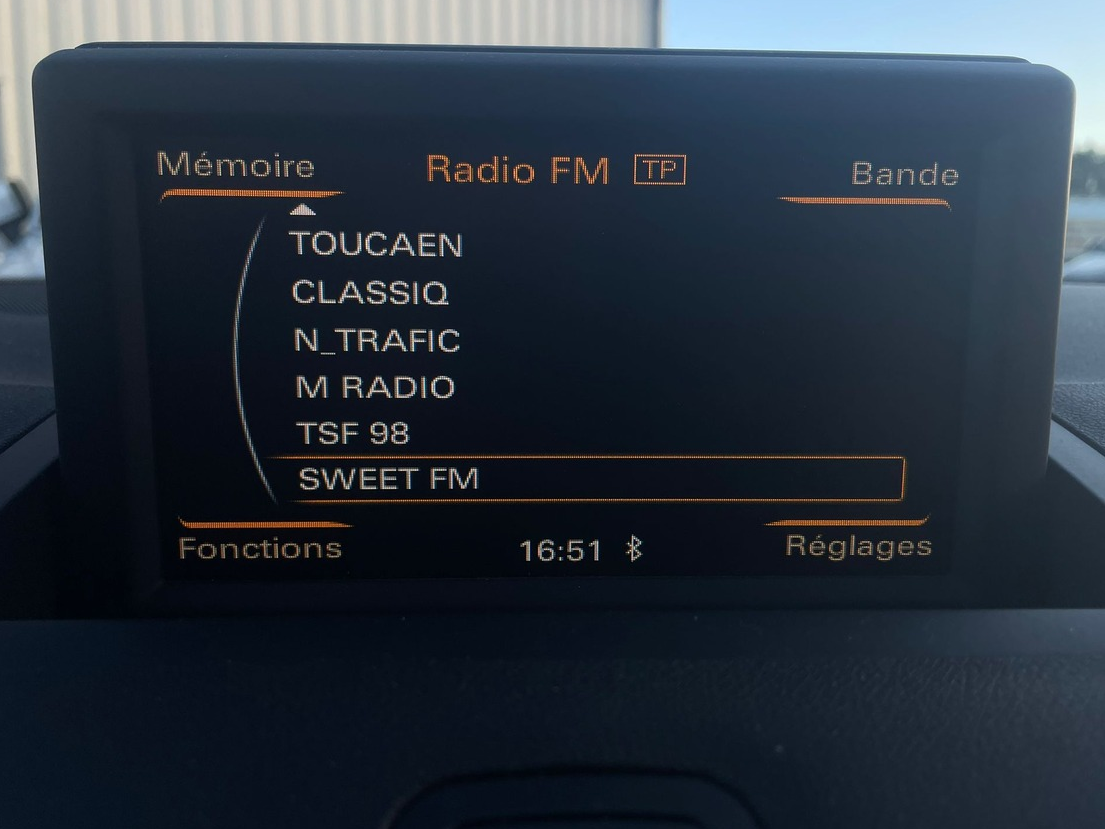 Mémoire
Radio FM TP
Bande
TOUCAEN
CLASSIQ
N_TRAFIC
M RADIO
TSF 98
SWEET FM
Fonctions
16:51
Réglages